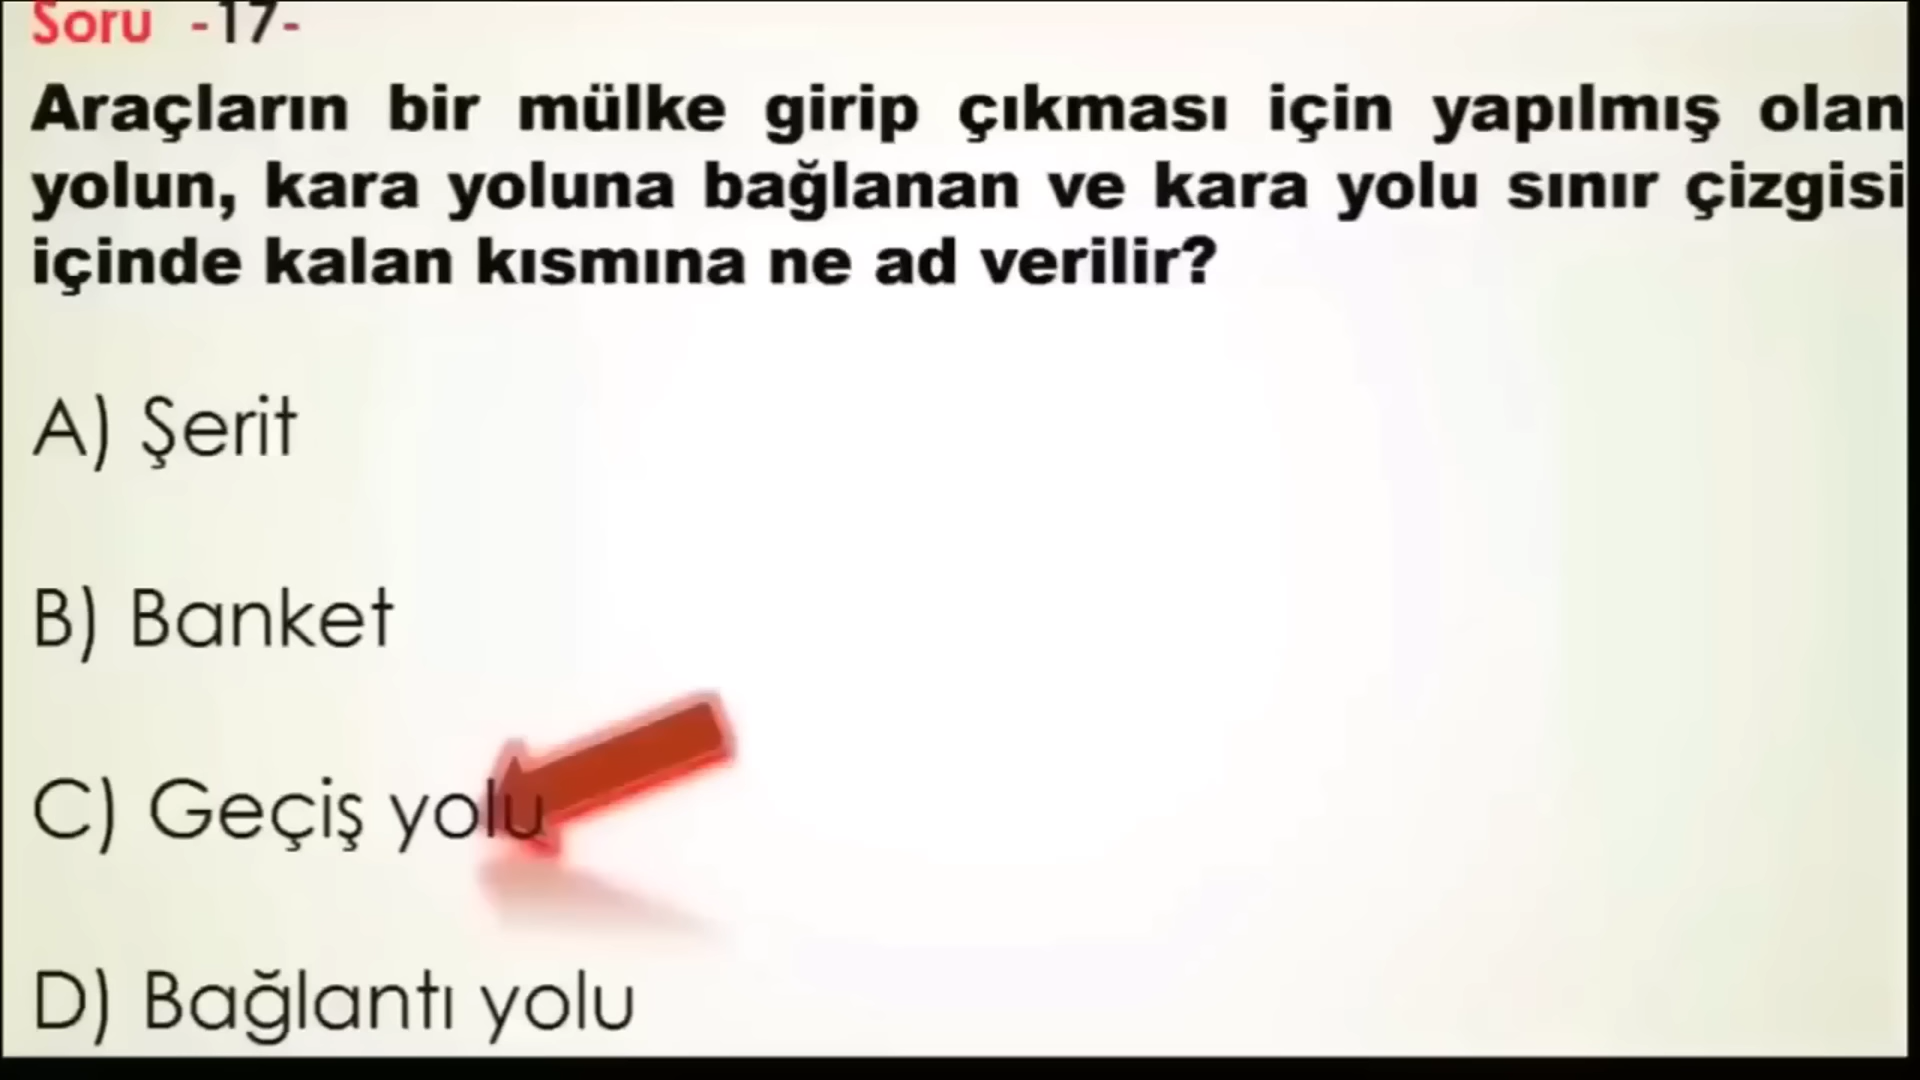 Soru -17-
Araçların bir mülke girip çıkması için yapılmış olan
yolun, kara yoluna bağlanan ve kara yolu sınır çizgisi
içinde kalan kısmına ne ad verilir?
A) Şerit
B) Banket
C) Geçiş yolu
D) Bağlantı yolu